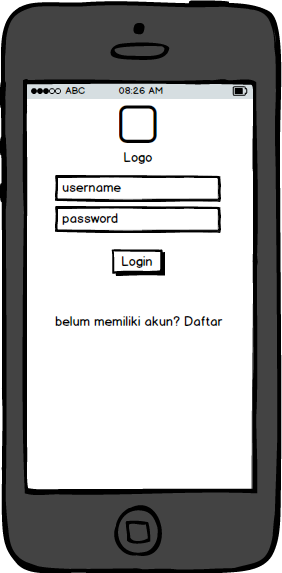 ABC 08:26 AM
Logo
username
password
Login
belum memiliki akun? Daftar